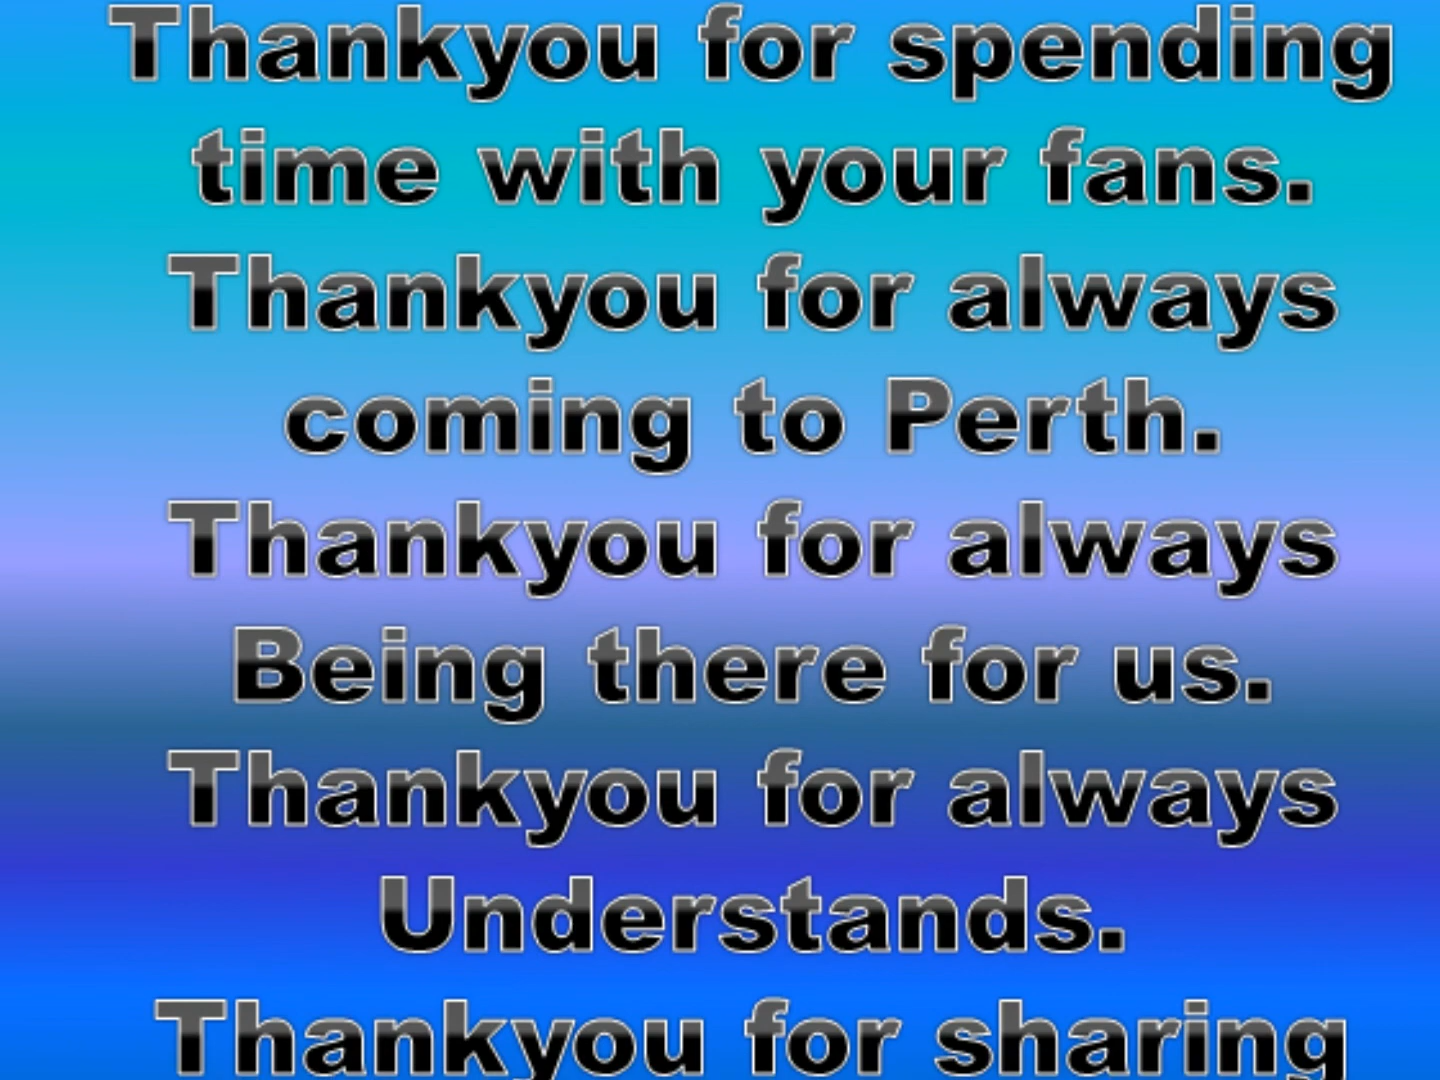 Thankyou for spending
time with your fans.
Thankyou for always
coming to Perth.
Thankyou for always
Being there for us.
Thankyou for always
Understands.
Thankyou for sharing